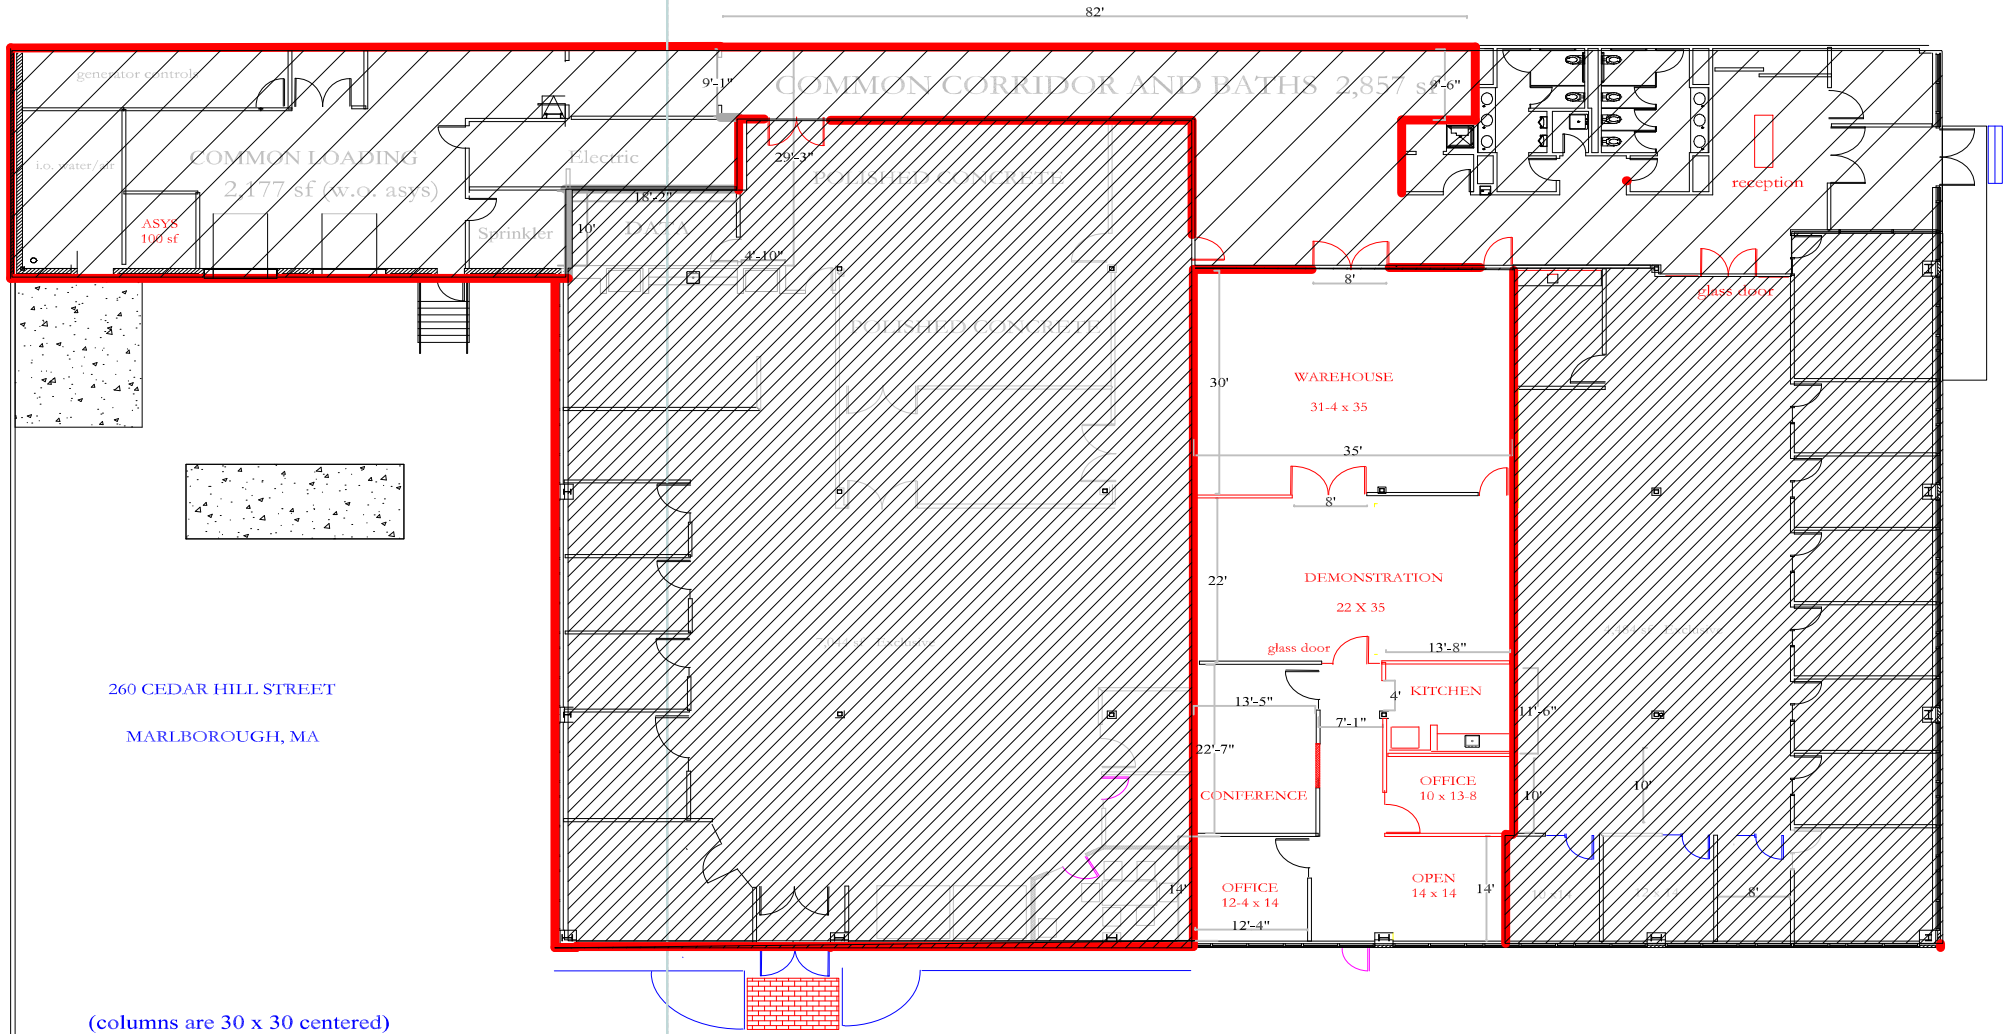 82'
generator controls
9'-1"
COMMON CORRIDOR AND BATHS 2,857 sf
9'-6"
i.o. water/air
COMMON LOADING
2,177 sf (w.o. asys)
Electric
29'-3"
POLISHED CONCRETE
reception
18'-2"
ASYS
100 sf
Sprinkler
10'
DATA
4'-10"
8'
glass door
POLISHED CONCRETE
30'
WAREHOUSE
31-4 x 35
35'
8'
22'
DEMONSTRATION
22 X 35
glass door
13'-8"
260 CEDAR HILL STREET
MARLBOROUGH, MA
13'-5"
4'
KITCHEN
7'-1"
11'-6"
22'-7"
CONFERENCE
OFFICE
10 x 13-8
10'
10'
14'
OFFICE
12-4 x 14
OPEN
14 x 14
14'
8'
12'-4"
(columns are 30 x 30 centered)